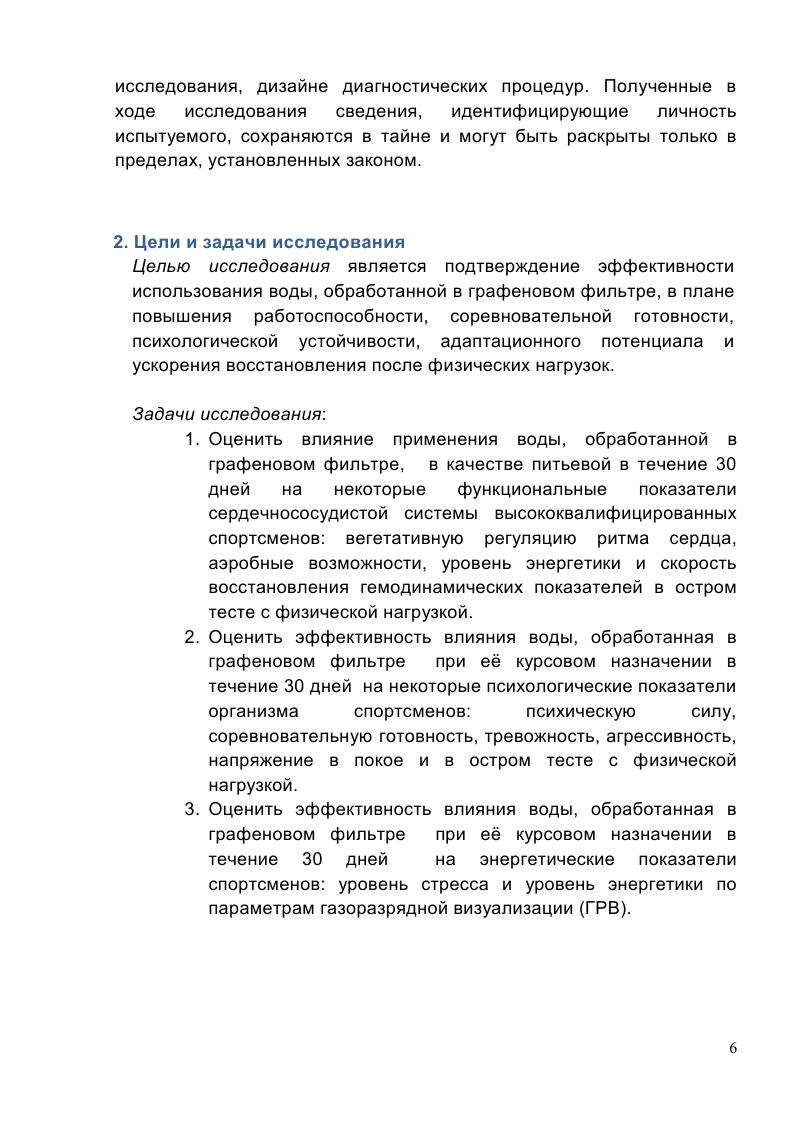 исследования, дизайне диагностических процедур. Полученные в
ходе исследования сведения, идентифицирующие личность
испытуемого, сохраняются в тайне и могут быть раскрыты только в
пределах, установленных законом.
2. Цели и задачи исследования
Целью исследования является подтверждение эффективности
использования воды, обработанной в графеновом фильтре, в плане
повышения работоспособности, соревновательной готовности,
психологической устойчивости, адаптационного потенциала и
ускорения восстановления после физических нагрузок.
Задачи исследования:
1. Оценить влияние применения воды, обработанной в
графеновом фильтре, в качестве питьевой в течение 30
дней на некоторые функциональные показатели
сердечнососудистой системы высококвалифицированных
спортсменов: вегетативную регуляцию ритма сердца,
аэробные возможности, уровень энергетики и скорость
восстановления гемодинамических показателей в остром
тесте с физической нагрузкой.
2. Оценить эффективность влияния воды, обработанная в
графеновом фильтре при её курсовом назначении в
течение 30 дней на некоторые психологические показатели
организма спортсменов: психическую силу,
соревновательную готовность, тревожность, агрессивность,
напряжение в покое и в остром тесте с физической
нагрузкой.
3. Оценить эффективность влияния воды, обработанная в
графеновом фильтре при её курсовом назначении в
течение 30 дней на энергетические показатели
спортсменов: уровень стресса и уровень энергетики по
параметрам газоразрядной визуализации (ГРВ).
6